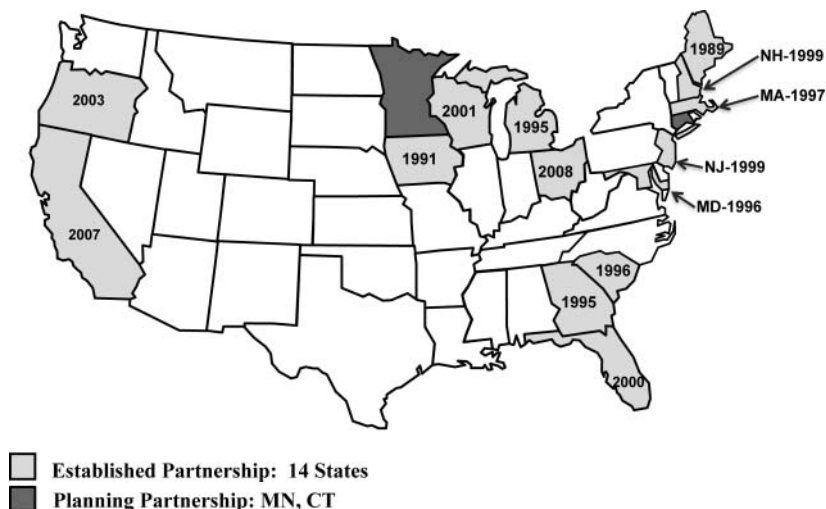 1989
NH-1999
2003
2001
MA-1997
1995
1991
2008
NJ-1999
MD-1996
2007
1996
1995
2000
Established Partnership: 14 States
Planning Partnership: MN, CT